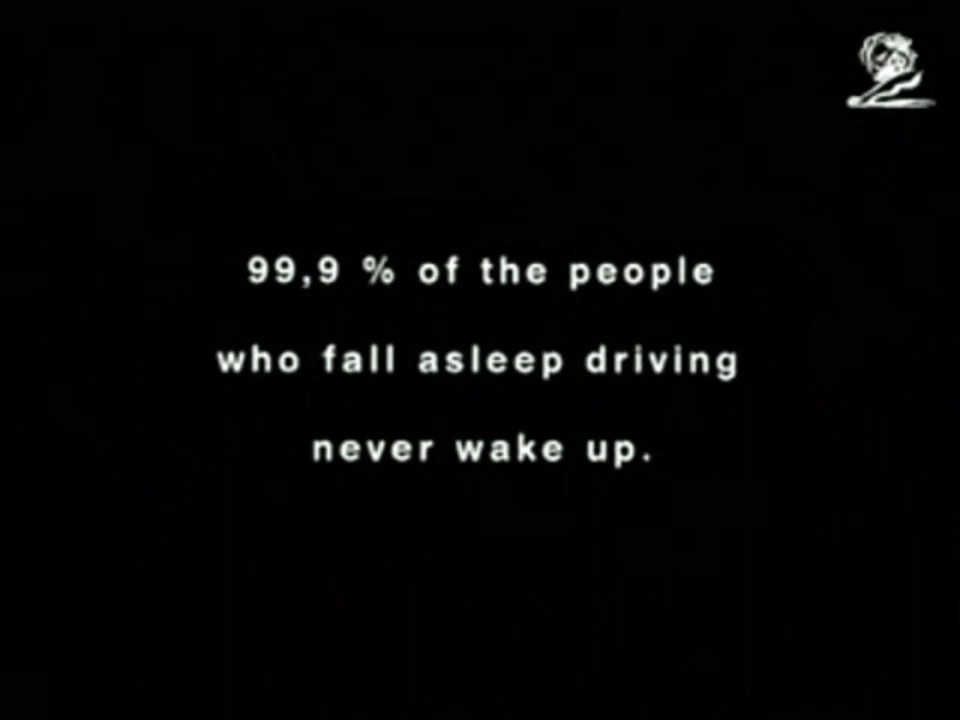 99,9 % of the people
who fall asleep driving
never wake up.